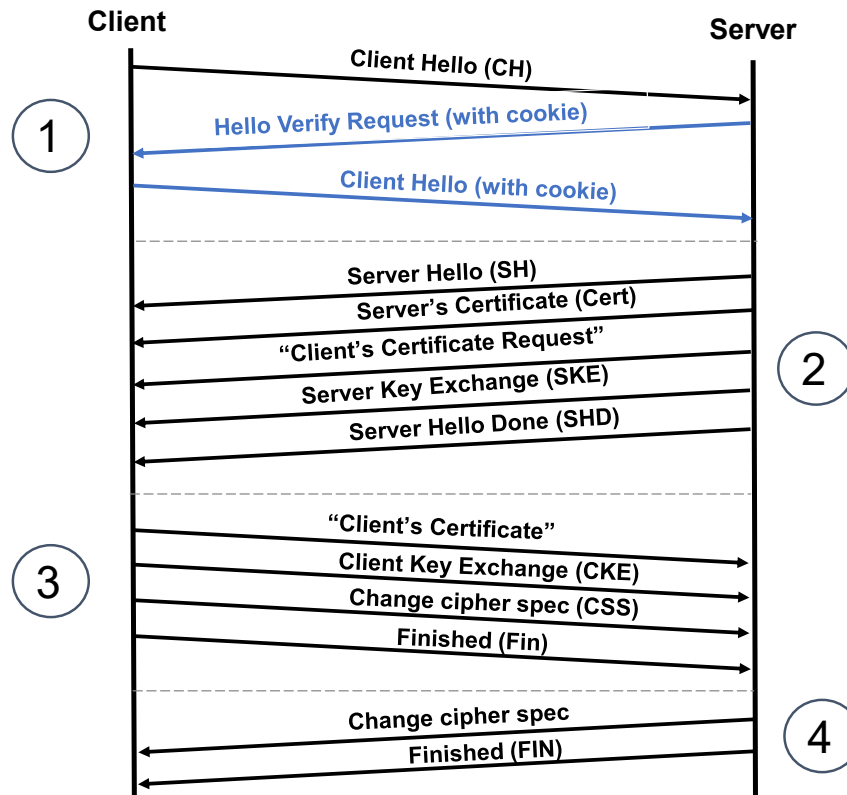 Client
Server
Client Hello (CH)
1
Hello Verify Request (with cookie)
Client Hello (with cookie)
Server Hello (SH)
Server’s Certificate (Cert)
“Client’s Certificate Request”
2
Server Key Exchange (SKE)
Server Hello Done (SHD)
“Client’s Certificate”
3
Client Key Exchange (CKE)
Change cipher spec (CSS)
Finished (Fin)
Change cipher spec
4
Finished (FIN)